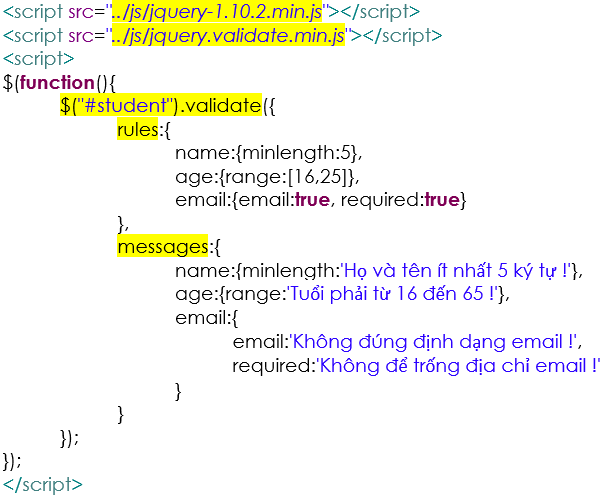 <script src="../js/jquery-1.10.2.min.js"></script>
<script src="../js/jquery.validate.min.js"></script>
<script>
$(function(){
$("#student").validate({
rules:{
name:{minlength:5},
age:{range:[16,25]},
email:{email:true, required:true}
},
messages:{
name:{minlength:'Họ và tên ít nhất 5 ký tự !'},
age:{range:'Tuổi phải từ 16 đến 65 !'},
email:{
email:'Không đúng định dạng email !',
required:'Không để trống địa chỉ email !'
}
}
});
});
</script>